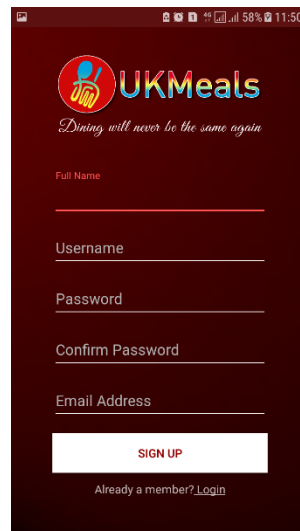 58% 11:50
UKMeals
Dining will never be the same again
Full Name
Username
Password
Confirm Password
Email Address
SIGN UP
Already a member? Login